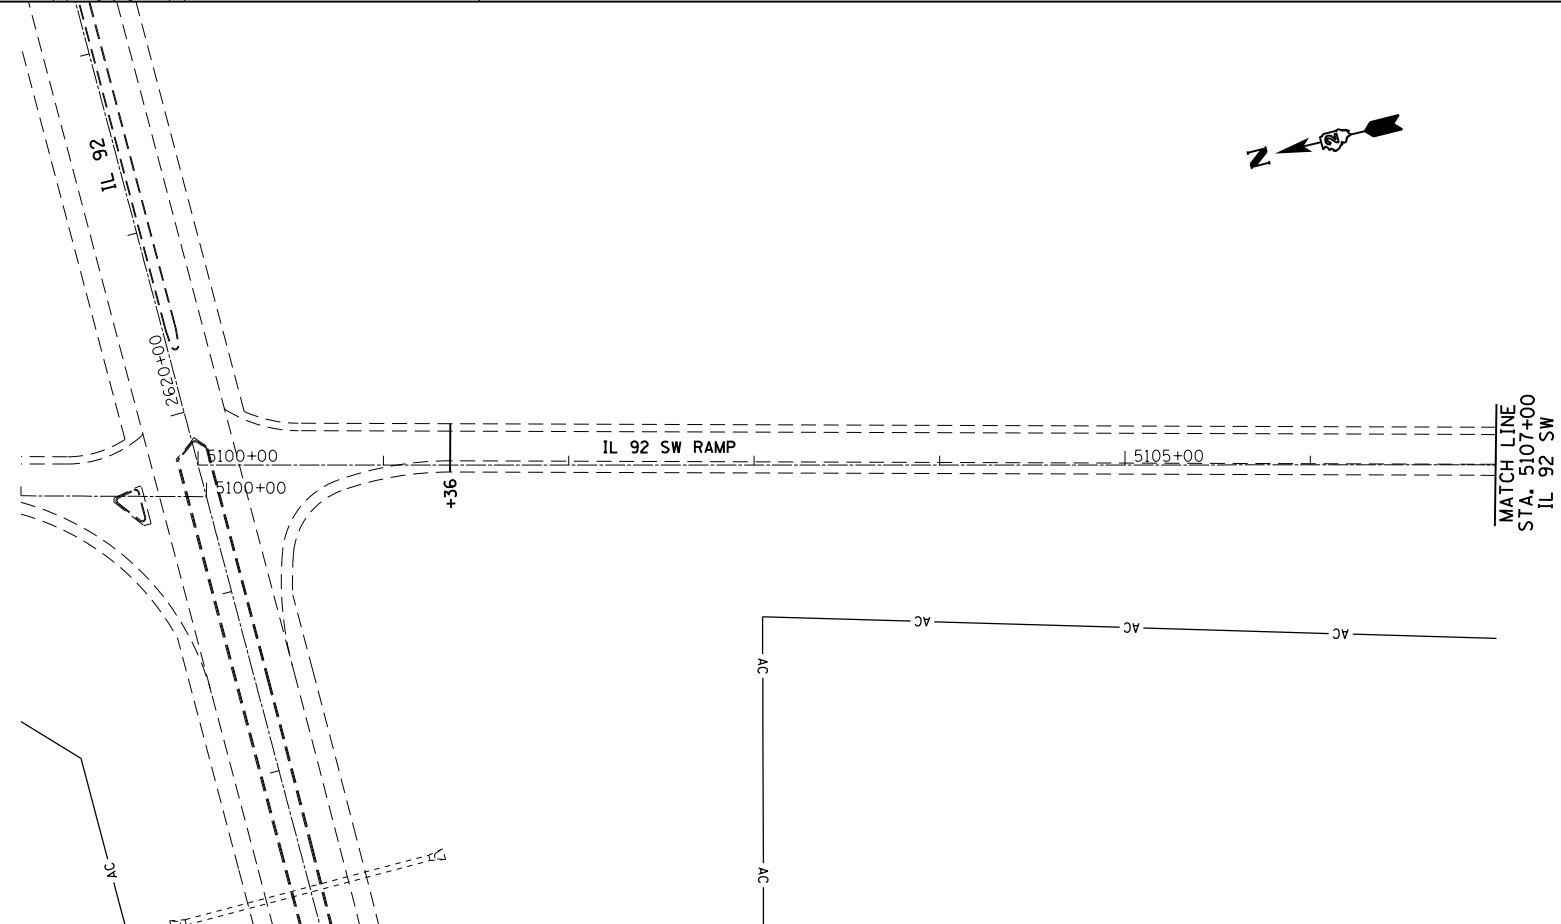 IL 92
N
2
2620+00
5100+00
5100+00
+36
IL 92 SW RAMP
5105+00
MATCH LINE
STA. 5107+00
IL 92 SW
AC
AC
AC
AC
AC
AC